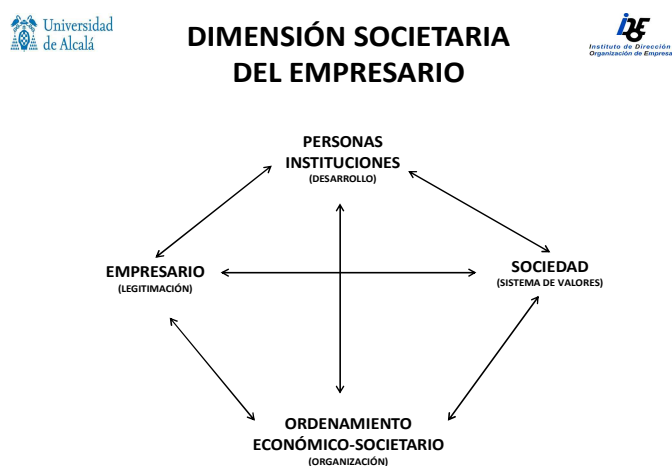 Universidad
de Alcalá
DIMENSIÓN SOCIETARIA
DEL EMPRESARIO
Instituto de Dirección
Organización de Empresa
PERSONAS
INSTITUCIONES
(DESARROLLO)
EMPRESARIO
(LEGITIMACIÓN)
SOCIEDAD
(SISTEMA DE VALORES)
ORDENAMIENTO
ECONÓMICO-SOCIETARIO
(ORGANIZACIÓN)